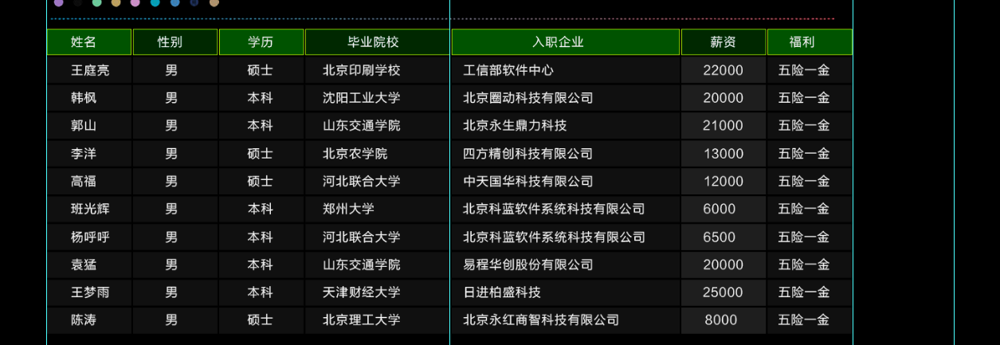 姓名 性别 学历 毕业院校 入职企业 薪资 福利
王庭亮 男 硕士 北京印刷学校 工信部软件中心 22000 五险一金
韩枫 男 本科 沈阳工业大学 北京圈动科技有限公司 20000 五险一金
郭山 男 本科 山东交通学院 北京永生鼎力科技 21000 五险一金
李洋 男 硕士 北京农学院 四方精创科技有限公司 13000 五险一金
高福 男 硕士 河北联合大学 中天国华科技有限公司 12000 五险一金
班光辉 男 本科 郑州大学 北京科蓝软件系统科技有限公司 6000 五险一金
杨呼呼 男 本科 河北联合大学 北京科蓝软件系统科技有限公司 6500 五险一金
袁猛 男 本科 山东交通学院 易程华创股份有限公司 20000 五险一金
王梦雨 男 本科 天津财经大学 日进柏盛科技 25000 五险一金
陈涛 男 硕士 北京理工大学 北京永红商智科技有限公司 8000 五险一金